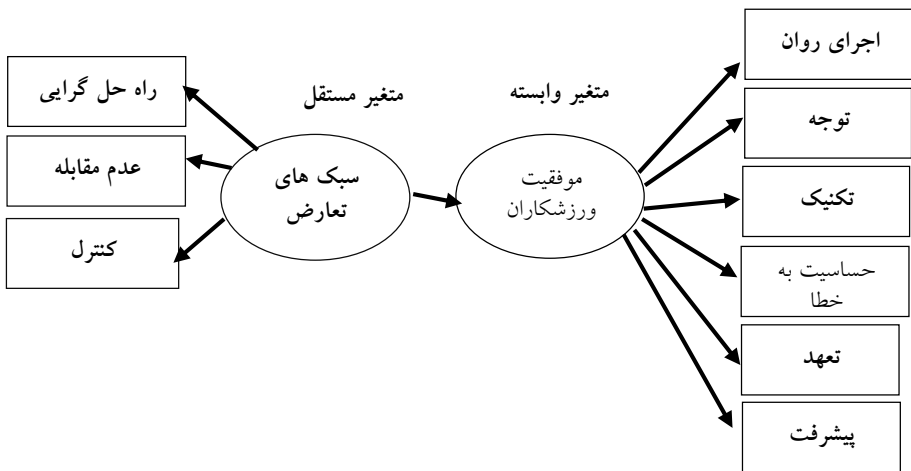 اجرای روان
توجه
تکنیک
حساسیت به
خطا
تعهد
پیشرفت
متغیر وابسته
موفقیت
ورزشکاران
متغیر مستقل
سبک های
تعارض
راه حل گرایی
عدم مقابله
کنترل